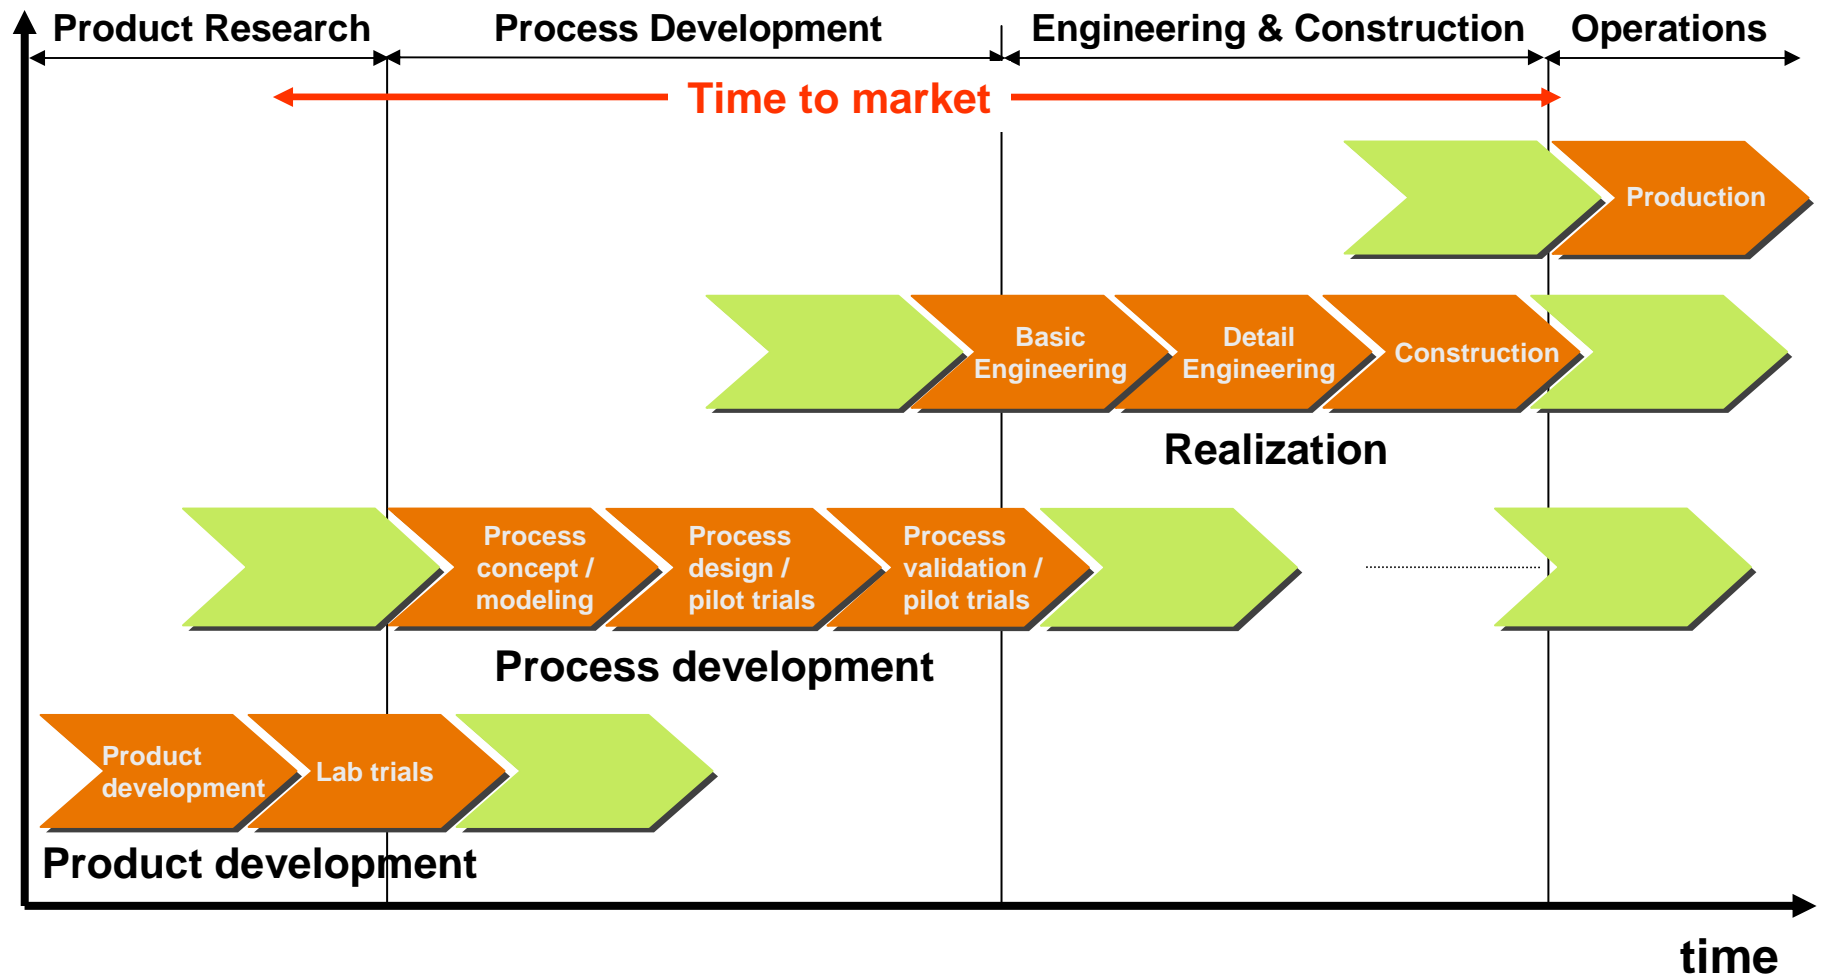 Product Research
Process Development
Engineering & Construction
Operations
Time to market
Production
Basic
Engineering
Detail
Engineering
Construction
Realization
Process
concept /
modeling
Process
design /
pilot trials
Process
validation /
pilot trials
Process development
Product
development
Lab trials
Product development
time